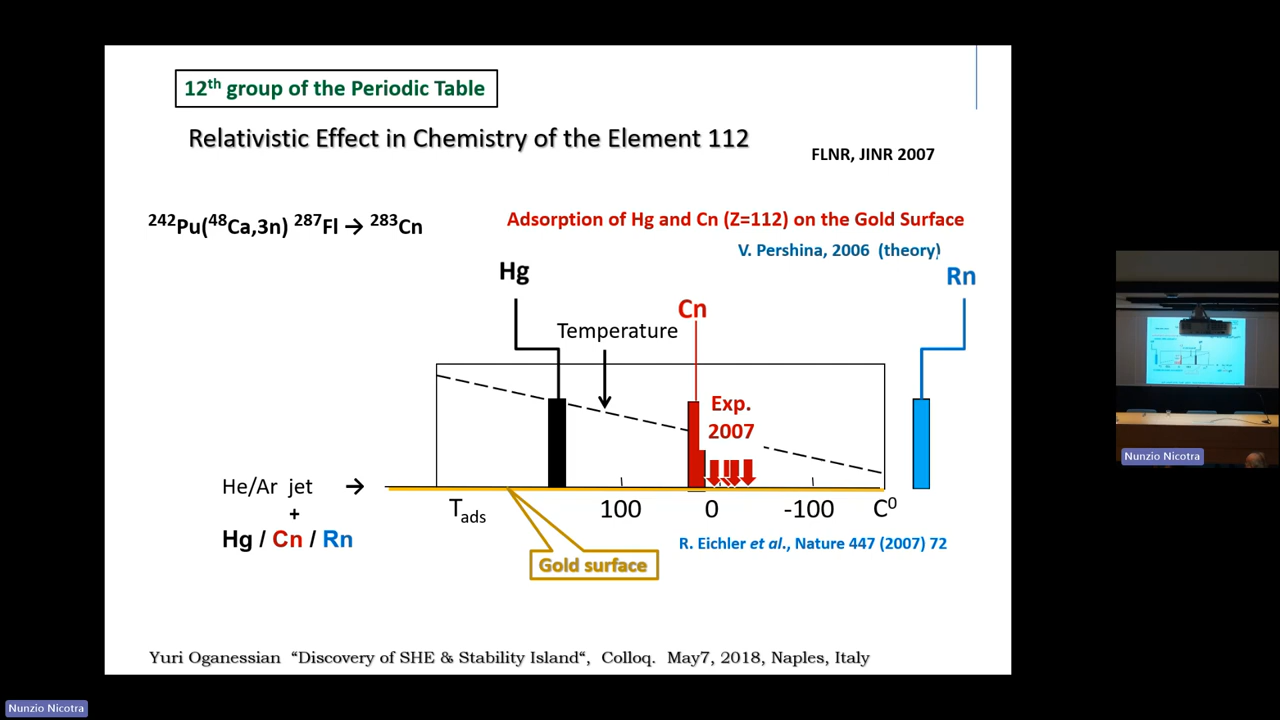 12th group of the Periodic Table
Relativistic Effect in Chemistry of the Element 112
FLNR, JINR 2007
242Pu(48Ca,3n) 287Fl → 283Cn
Adsorption of Hg and Cn (Z=112) on the Gold Surface
V. Pershina, 2006 (theory)
Hg
Rn
Cn
Temperature
Exp.
2007
He/Ar jet →
+
Hg / Cn / Rn
Tads 100 0 -100 C0
Gold surface
R. Eichler et al., Nature 447 (2007) 72
Yuri Oganessian “Discovery of SHE & Stability Island“, Colloq. May7, 2018, Naples, Italy
Nunzio Nicotra
Nunzio Nicotra